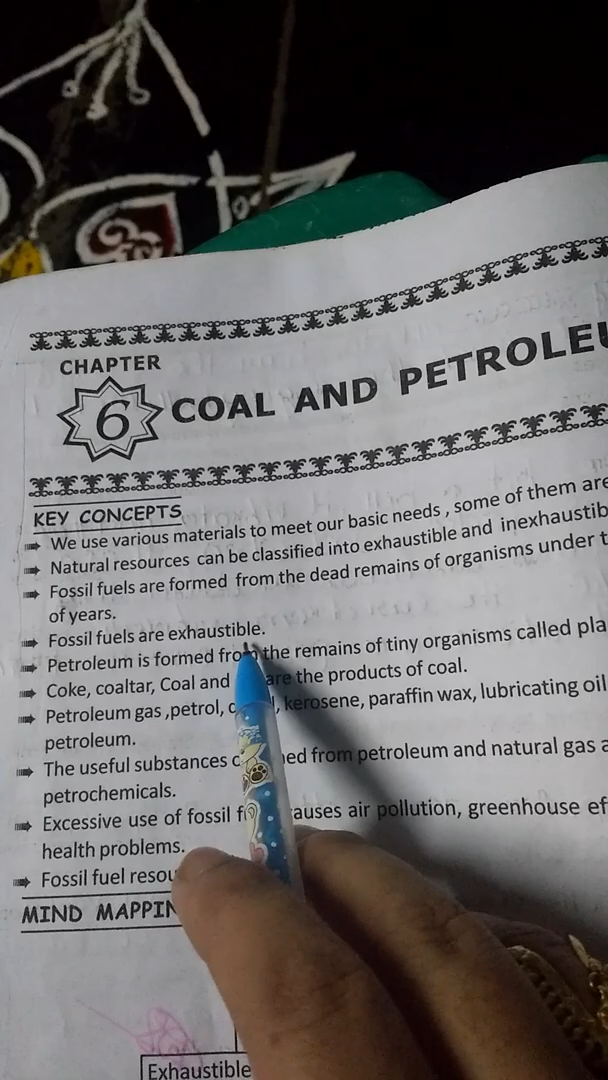 CHAPTER
6 COAL AND PETROLEU
KEY CONCEPTS
We use various materials to meet our basic needs , some of them are
Natural resources can be classified into exhaustible and inexhaustib
Fossil fuels are formed from the dead remains of organisms under t
of years.
Fossil fuels are exhaustible.
Petroleum is formed from the remains of tiny organisms called pla
Coke, coaltar, Coal and are the products of coal.
Petroleum gas ,petrol, kerosene, paraffin wax, lubricating oil
petroleum.
The useful substances from petroleum and natural gas a
petrochemicals.
Excessive use of fossil causes air pollution, greenhouse ef
health problems.
Fossil fuel resou
MIND MAPPIN
Exhaustible